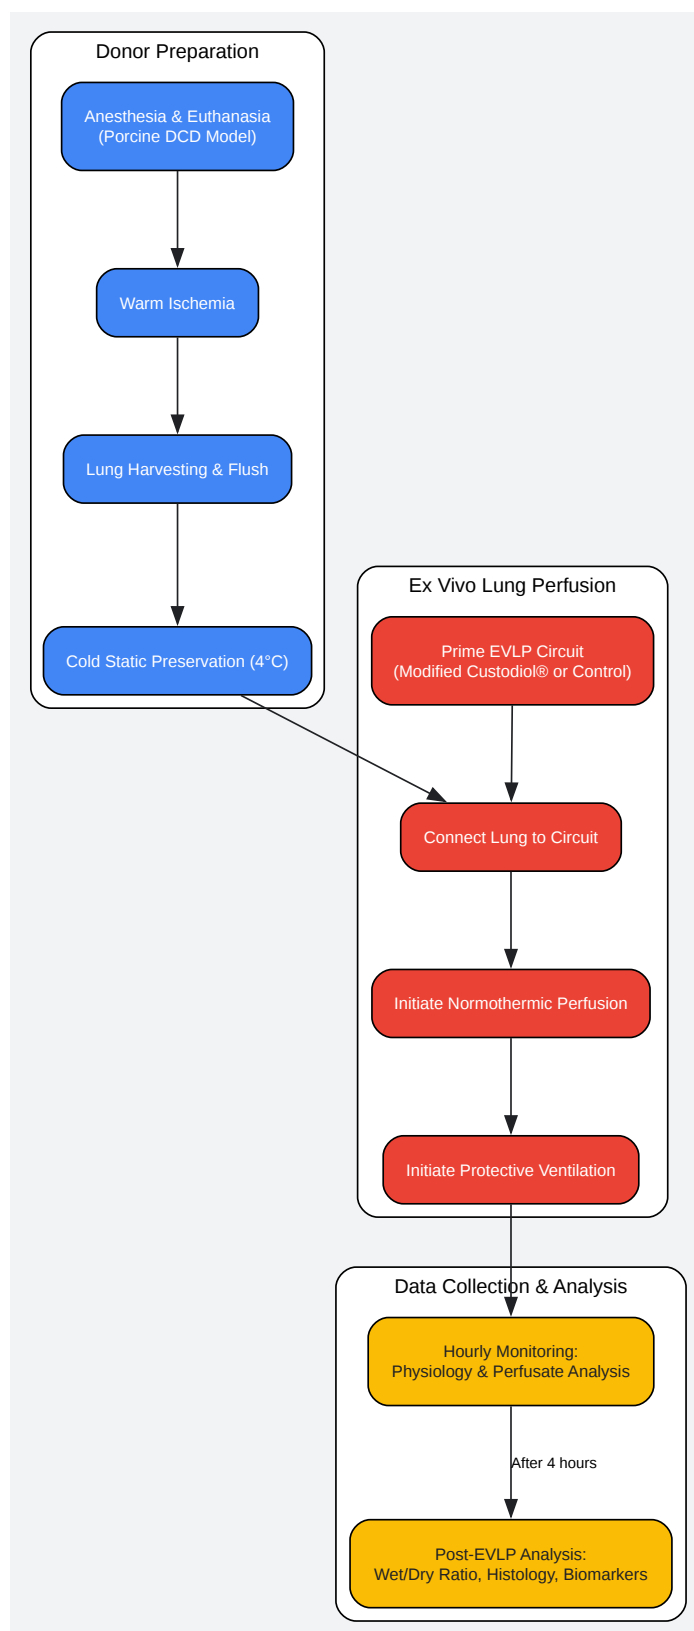 Donor Preparation
Anesthesia & Euthanasia
(Porcine DCD Model)
Warm Ischemia
Lung Harvesting & Flush
Cold Static Preservation (4°C)
Ex Vivo Lung Perfusion
Prime EVLP Circuit
(Modified Custodiol® or Control)
Connect Lung to Circuit
Initiate Normothermic Perfusion
Initiate Protective Ventilation
Data Collection & Analysis
Hourly Monitoring:
Physiology & Perfusate Analysis
After 4 hours
Post-EVLP Analysis:
Wet/Dry Ratio, Histology, Biomarkers